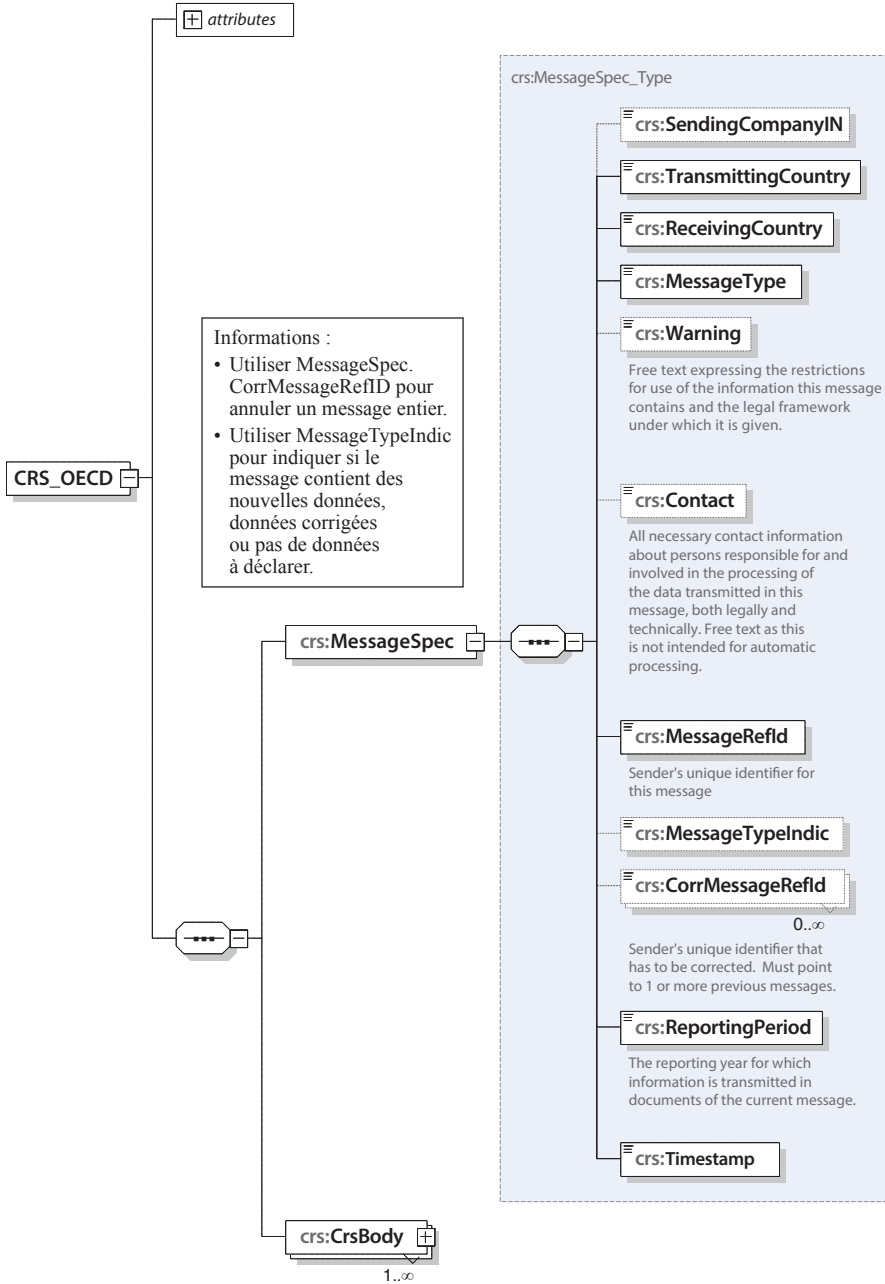 attributes
crs:MessageSpec_Type
crs:SendingCompanyIN
crs:TransmittingCountry
crs:ReceivingCountry
crs:MessageType
crs:Warning
Free text expressing the restrictions
for use of the information this message
contains and the legal framework
under which it is given.
Informations :
• Utiliser MessageSpec.
CorrMessageRefID pour
annuler un message entier.
• Utiliser MessageTypeIndic
pour indiquer si le
message contient des
nouvelles données,
données corrigées
ou pas de données
à déclarer.
CRS_OECD
crs:Contact
All necessary contact information
about persons responsible for and
involved in the processing of
the data transmitted in this
message, both legally and
technically. Free text as this
is not intended for automatic
processing.
crs:MessageSpec
crs:MessageRefId
Sender's unique identifier for
this message
crs:MessageTypeIndic
crs:CorrMessageRefId
0..∞
Sender's unique identifier that
has to be corrected. Must point
to 1 or more previous messages.
crs:ReportingPeriod
The reporting year for which
information is transmitted in
documents of the current message.
crs:Timestamp
crs:CrsBody
1..∞